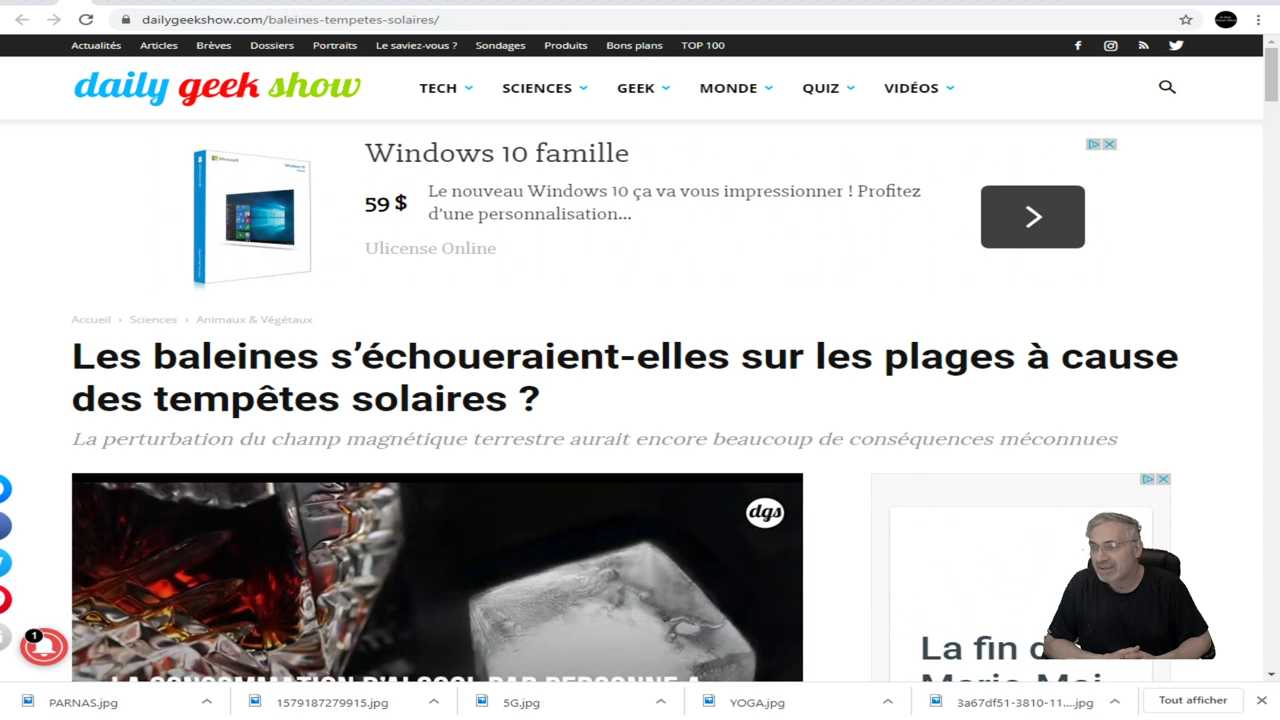 dailygeekshow.com/baleines-tempetes-solaires/
Actualités Articles Brèves Dossiers Portraits Le saviez-vous ? Sondages Produits Bons plans TOP 100
daily geek show TECH SCIENCES GEEK MONDE QUIZ VIDÉOS
Windows 10 famille
59 $ Le nouveau Windows 10 ça va vous impressionner ! Profitez
d'une personnalisation...
Ulicense Online
Accueil › Sciences › Animaux & Végétaux
Les baleines s'échoueraient-elles sur les plages à cause
des tempêtes solaires ?
La perturbation du champ magnétique terrestre aurait encore beaucoup de conséquences méconnues
dgs
LA CONSOMMATION D'ALCOOL PAR PERSONNE A
La fin
1
PARNAS.jpg 1579187279915.jpg 5G.jpg YOGA.jpg 3a67df51-3810-11....jpg Tout afficher